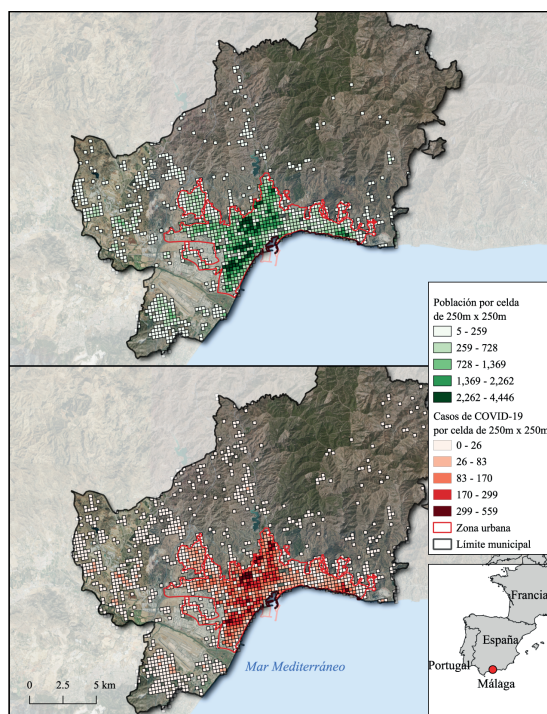 Población por celda
de 250m x 250m
5 - 259
259 - 728
728 - 1,369
1,369 - 2,262
2,262 - 4,446
Casos de COVID-19
por celda de 250m x 250m
0 - 26
26 - 83
83 - 170
170 - 299
299 - 559
Zona urbana
Límite municipal
Francia
España
Portugal
Málaga
Mar Mediterráneo
0 2.5 5 km